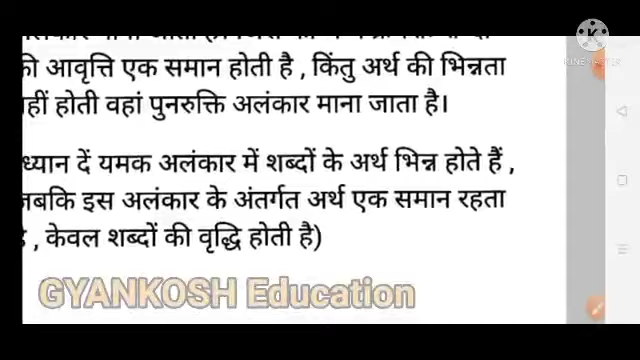 की आवृत्ति एक समान होती है , किंतु अर्थ की भिन्नता
नहीं होती वहां पुनरुक्ति अलंकार माना जाता है।
ध्यान दें यमक अलंकार में शब्दों के अर्थ भिन्न होते हैं ,
जबकि इस अलंकार के अंतर्गत अर्थ एक समान रहता
है , केवल शब्दों की वृद्धि होती है)
GYANKOSH Education
KINEMASTER